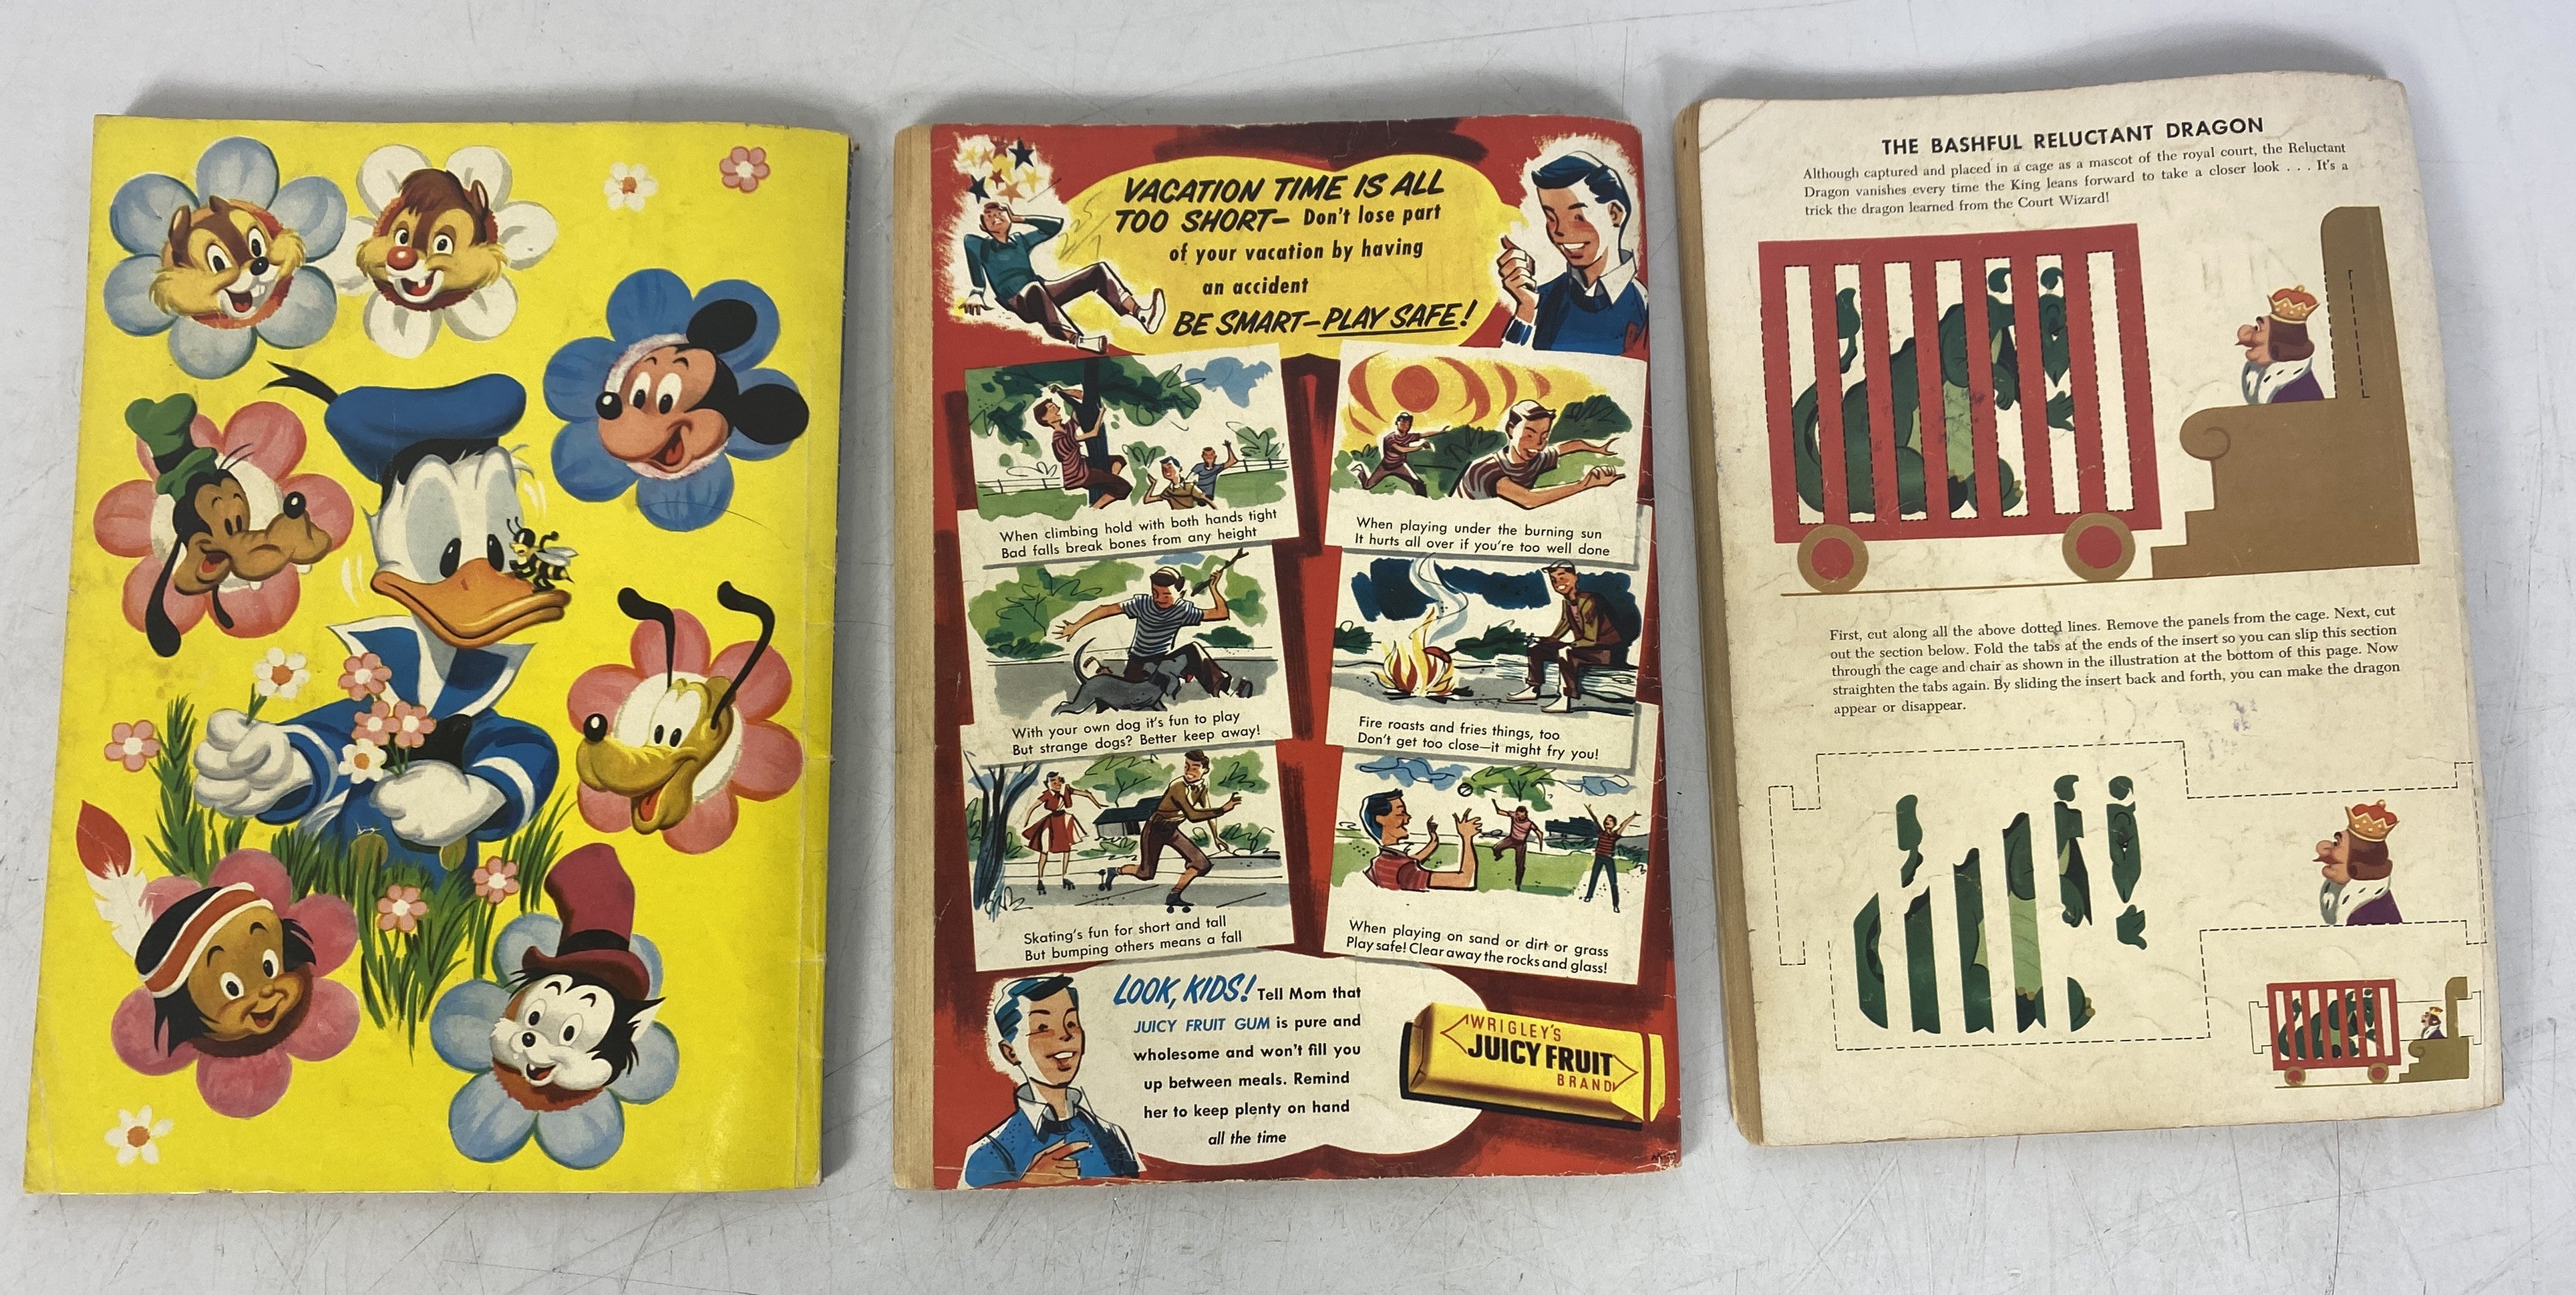 VACATION TIME IS ALL
TOO SHORT— Don't lose part
of your vacation by having
an accident
BE SMART—PLAY SAFE!
When climbing hold with both hands tight
Bad falls break bones from any height
When playing under the burning sun
It hurts all over if you're too well done
With your own dog it's fun to play
But strange dogs? Better keep away!
Fire roasts and fries things, too
Don't get too close—it might fry you!
Skating's fun for short and tall
But bumping others means a fall
When playing on sand or dirt or grass
Play safe! Clear away the rocks and glass!
LOOK, KIDS! Tell Mom that
JUICY FRUIT GUM is pure and
wholesome and won't fill you
up between meals. Remind
her to keep plenty on hand
all the time
WRIGLEY'S
JUICY FRUIT
BRAND
THE BASHFUL RELUCTANT DRAGON
Although captured and placed in a cage as a mascot of the royal court, the Reluctant
Dragon vanishes every time the King leans forward to take a closer look . . . It's a
trick the dragon learned from the Court Wizard!
First, cut along all the above dotted lines. Remove the panels from the cage. Next, cut
out the section below. Fold the tabs at the ends of the insert so you can slip this section
through the cage and chair as shown in the illustration at the bottom of this page. Now
straighten the tabs again. By sliding the insert back and forth, you can make the dragon
appear or disappear.